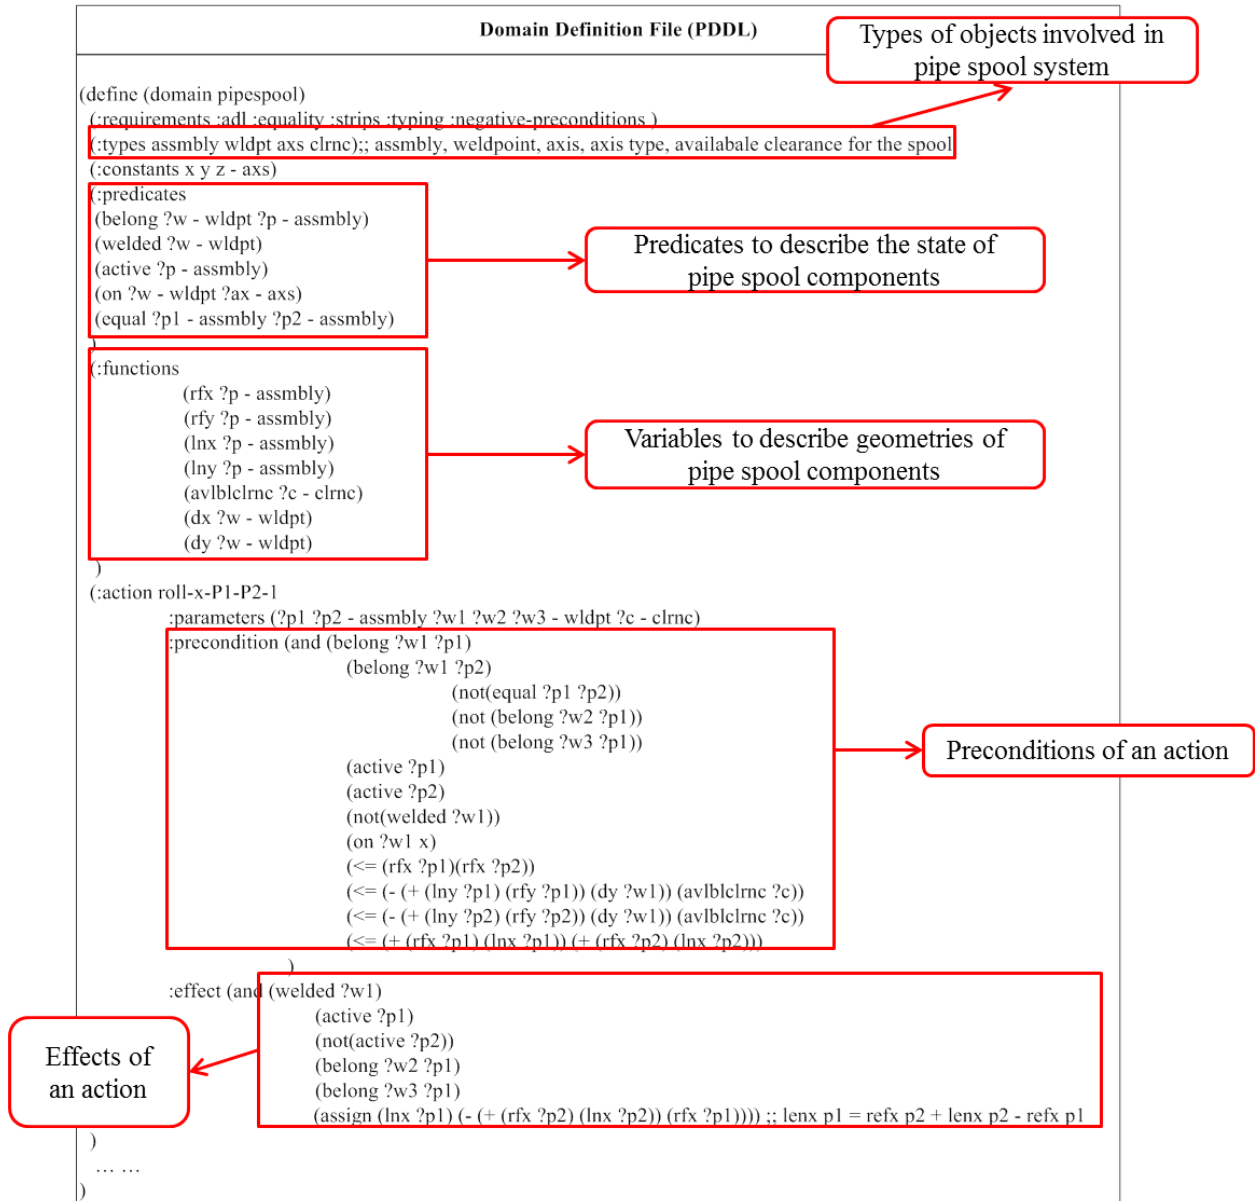 Domain Definition File (PDDL)
Types of objects involved in
pipe spool system
(define (domain pipespool)
(:requirements :adl :equality :strips :typing :negative-preconditions )
(:types assmbly wldpt axs clrnc);; assmbly, weldpoint, axis, axis type, availabale clearance for the spool
(:constants x y z - axs)
(:predicates
(belong ?w - wldpt ?p - assmbly)
(welded ?w - wldpt)
(active ?p - assmbly)
(on ?w - wldpt ?ax - axs)
(equal ?p1 - assmbly ?p2 - assmbly)
)
Predicates to describe the state of
pipe spool components
(:functions
(rfx ?p - assmbly)
(rfy ?p - assmbly)
(lnx ?p - assmbly)
(lny ?p - assmbly)
(avlblclrnc ?c - clrnc)
(dx ?w - wldpt)
(dy ?w - wldpt)
)
Variables to describe geometries of
pipe spool components
(:action roll-x-P1-P2-1
:parameters (?p1 ?p2 - assmbly ?w1 ?w2 ?w3 - wldpt ?c - clrnc)
:precondition (and (belong ?w1 ?p1)
(belong ?w1 ?p2)
(not(equal ?p1 ?p2))
(not (belong ?w2 ?p1))
(not (belong ?w3 ?p1))
(active ?p1)
(active ?p2)
(not(welded ?w1))
(on ?w1 x)
(<= (rfx ?p1)(rfx ?p2))
(<= (- (+ (lny ?p1) (rfy ?p1)) (dy ?w1)) (avlblclrnc ?c))
(<= (- (+ (lny ?p2) (rfy ?p2)) (dy ?w1)) (avlblclrnc ?c))
(<= (+ (rfx ?p1) (lnx ?p1)) (+ (rfx ?p2) (lnx ?p2)))
)
Preconditions of an action
:effect (and (welded ?w1)
(active ?p1)
(not(active ?p2))
(belong ?w2 ?p1)
(belong ?w3 ?p1)
(assign (lnx ?p1) (- (+ (rfx ?p2) (lnx ?p2)) (rfx ?p1)))) ;; lenx p1 = refx p2 + lenx p2 - refx p1
)
Effects of
an action
... ...
)